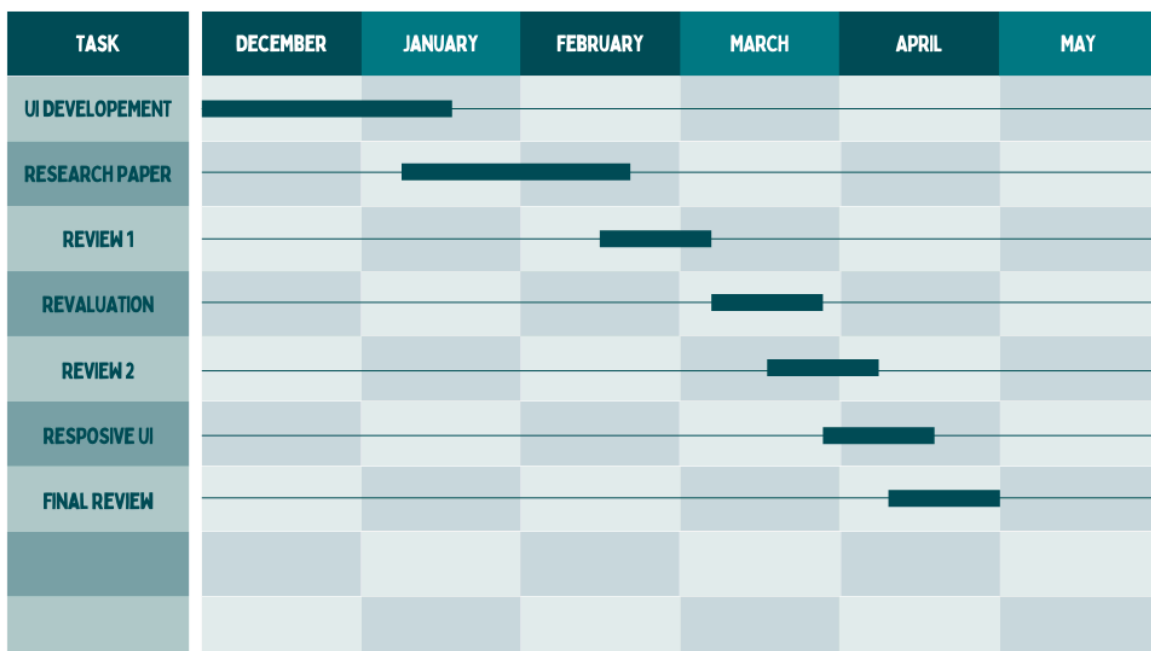 TASK DECEMBER JANUARY FEBRUARY MARCH APRIL MAY
UI DEVELOPEMENT
RESEARCH PAPER
REVIEW 1
REVALUATION
REVIEW 2
RESPOSIVE UI
FINAL REVIEW